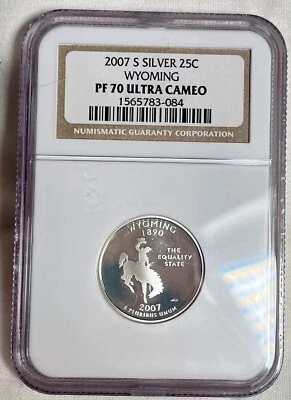 2007 S SILVER 25C
WYOMING
PF 70 ULTRA CAMEO
1565783-084
NUMISMATIC GUARANTY CORPORATION
WYOMING
1890
THE
EQUALITY
STATE
2007
E PLURIBUS UNUM